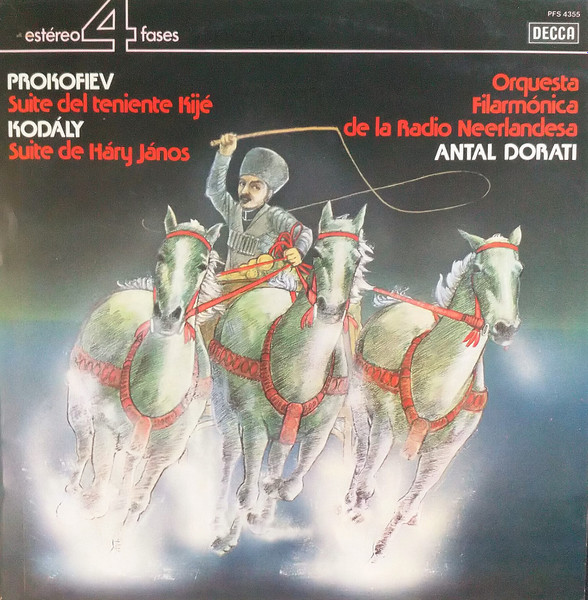 PFS 4355
estéreo 4 fases
DECCA
PROKOFIEV
Suite del teniente Kijé
KODÁLY
Suite de Háry János
Orquesta
Filarmónica
de la Radio Neerlandesa
ANTAL DORATI